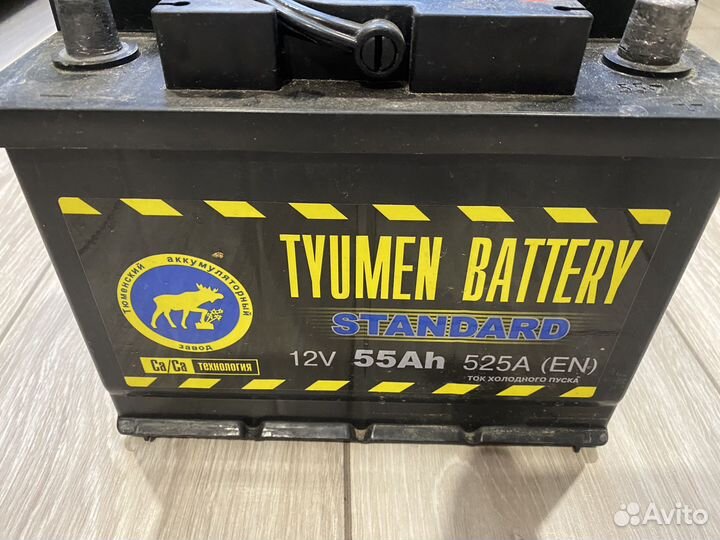 TYUMEN BATTERY
STANDARD
12V 55Ah 525A (EN)
ТОК ХОЛОДНОГО ПУСКА
Тюменский аккумуляторный
завод
Ca/Ca технология
Avito